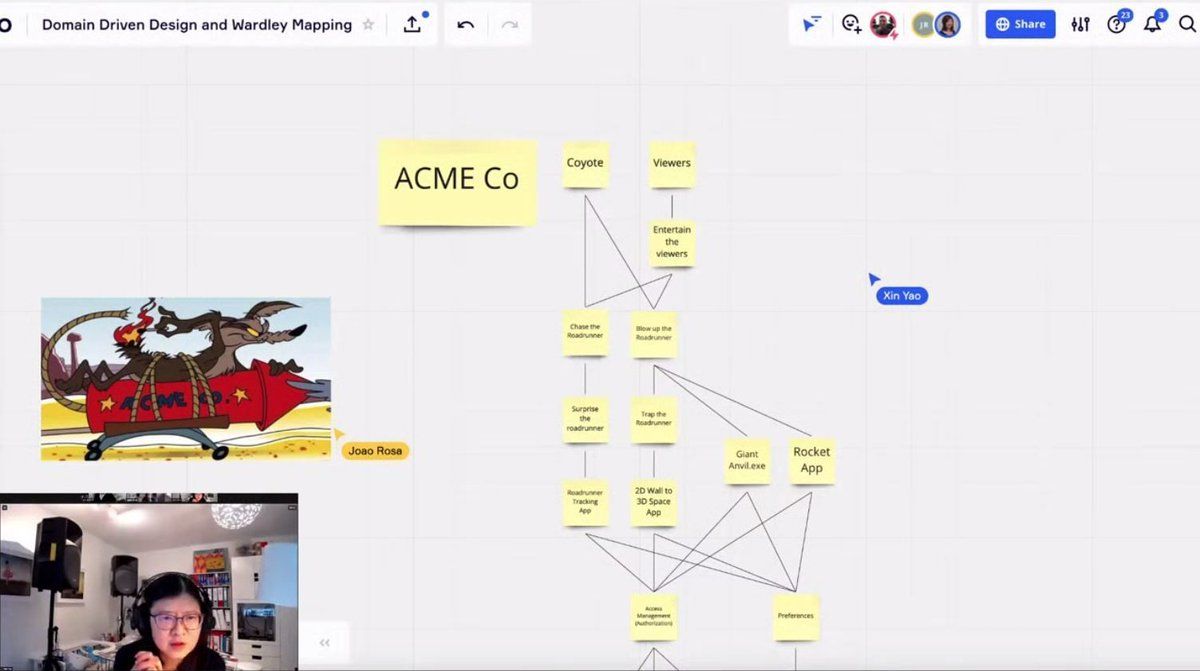 Domain Driven Design and Wardley Mapping
JR
Share
23
3
ACME Co
Coyote
Viewers
Entertain
the
viewers
Xin Yao
ACME CO.
Chase the
Roadrunner
Blow up the
Roadrunner
Joao Rosa
Surprise
the
roadrunner
Trap the
Roadrunner
Giant
Anvil.exe
Rocket
App
Roadrunner
Tracking
App
2D Wall to
3D Space
App
Access
Management
(Authorization)
Preferences